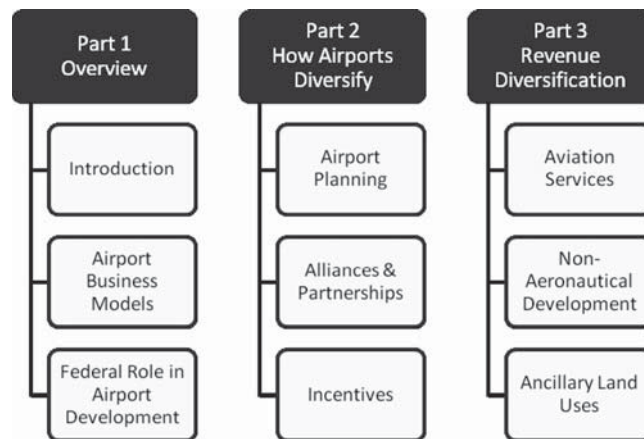 Part 1
Overview
Introduction
Airport
Business
Models
Federal Role in
Airport
Development
Part 2
How Airports
Diversify
Airport
Planning
Alliances &
Partnerships
Incentives
Part 3
Revenue
Diversification
Aviation
Services
Non-
Aeronautical
Development
Ancillary Land
Uses